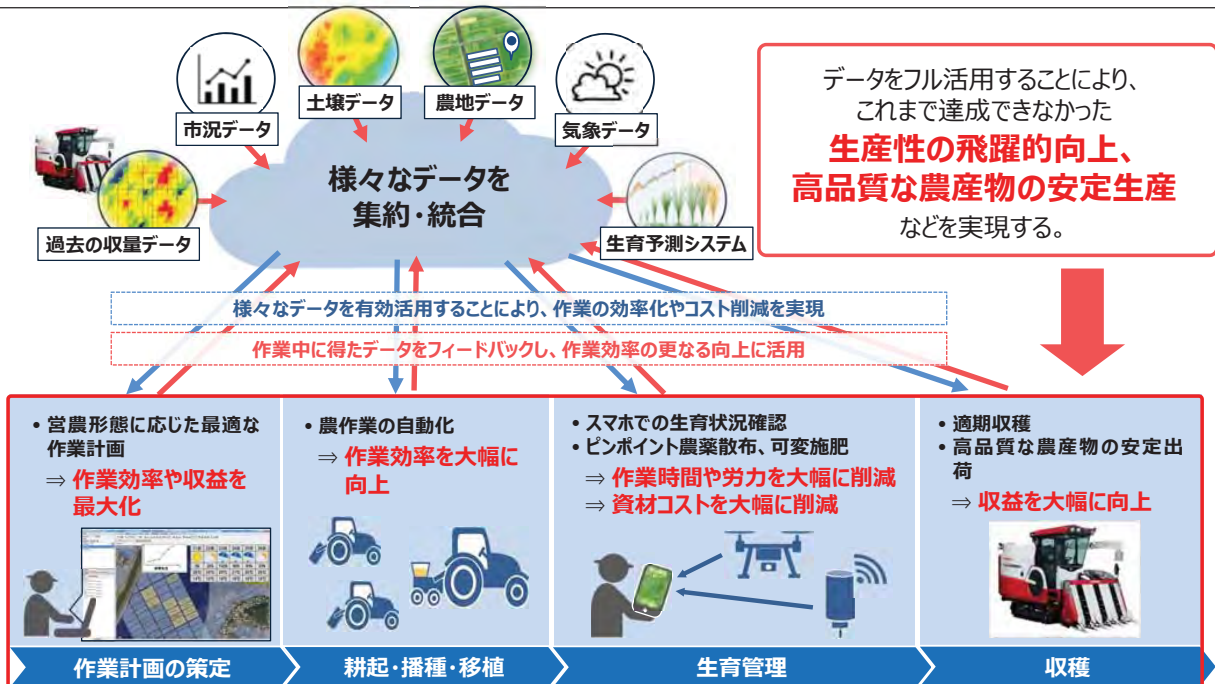 市況データ
土壌データ
農地データ
気象データ
過去の収量データ
生育予測システム
様々なデータを
集約・統合
データをフル活用することにより、
これまで達成できなかった
生産性の飛躍的向上、
高品質な農産物の安定生産
などを実現する。
様々なデータを有効活用することにより、作業の効率化やコスト削減を実現
作業中に得たデータをフィードバックし、作業効率の更なる向上に活用
• 営農形態に応じた最適な
作業計画
⇒ 作業効率や収益を
最大化
作業計画の策定
• 農作業の自動化
⇒ 作業効率を大幅に
向上
耕起・播種・移植
• スマホでの生育状況確認
• ピンポイント農薬散布、可変施肥
⇒ 作業時間や労力を大幅に削減
⇒ 資材コストを大幅に削減
生育管理
• 適期収穫
• 高品質な農産物の安定出
荷
⇒ 収益を大幅に向上
収穫